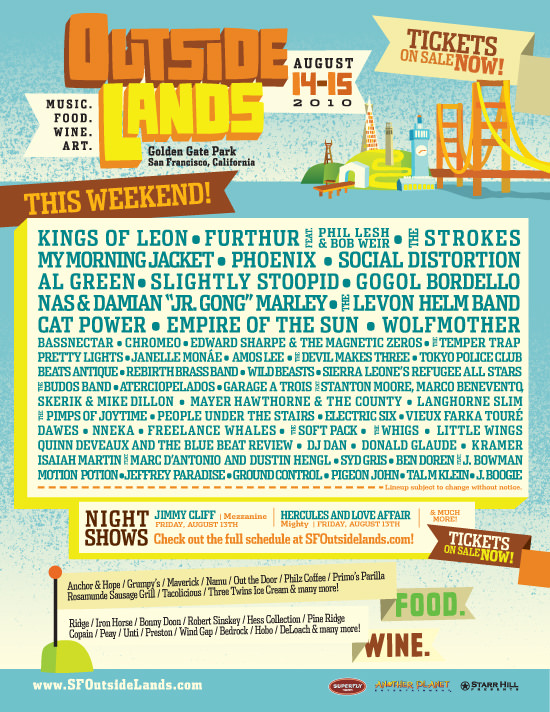 OUTSIDE LANDS
AUGUST
14-15
2010
MUSIC.
FOOD.
WINE.
ART.
Golden Gate Park
San Francisco, California
TICKETS
ON SALE NOW!
THIS WEEKEND!
KINGS OF LEON • FURTHUR FEAT. PHIL LESH & BOB WEIR • THE STROKES
MY MORNING JACKET • PHOENIX • SOCIAL DISTORTION
AL GREEN • SLIGHTLY STOOPID • GOGOL BORDELLO
NAS & DAMIAN "JR. GONG" MARLEY • THE LEVON HELM BAND
CAT POWER • EMPIRE OF THE SUN • WOLFMOTHER
BASSNECTAR • CHROMEO • EDWARD SHARPE & THE MAGNETIC ZEROS • THE TEMPER TRAP
PRETTY LIGHTS • JANELLE MONÁE • AMOS LEE • THE DEVIL MAKES THREE • TOKYO POLICE CLUB
BEATS ANTIQUE • REBIRTH BRASS BAND • WILD BEASTS • SIERRA LEONE'S REFUGEE ALL STARS
THE BUDOS BAND • ATERCIOPELADOS • GARAGE A TROIS FEAT. STANTON MOORE, MARCO BENEVENTO,
SKERIK & MIKE DILLON • MAYER HAWTHORNE & THE COUNTY • LANGHORNE SLIM
THE PIMPS OF JOYTIME • PEOPLE UNDER THE STAIRS • ELECTRIC SIX • VIEUX FARKA TOURÉ
DAWES • NNEKA • FREELANCE WHALES • THE SOFT PACK • THE WHIGS • LITTLE WINGS
QUINN DEVEAUX AND THE BLUE BEAT REVIEW • DJ DAN • DONALD GLAUDE • KRAMER
ISAIAH MARTIN FEAT. MARC D'ANTONIO AND DUSTIN HENGL • SYD GRIS • BEN DOREN FEAT. J. BOWMAN
MOTION POTION • JEFFREY PARADISE • GROUND CONTROL • PIGEON JOHN • TAL M KLEIN • J. BOOGIE
Lineup subject to change without notice.
NIGHT SHOWS
JIMMY CLIFF | Mezzanine
FRIDAY, AUGUST 13TH
HERCULES AND LOVE AFFAIR
Mighty | FRIDAY, AUGUST 13TH
& MUCH MORE!
Check out the full schedule at SFOutsidelands.com!
TICKETS
ON SALE NOW!
Anchor & Hope / Grumpy's / Maverick / Namu / Out the Door / Philz Coffee / Primo's Parilla
Rosamunde Sausage Grill / Tacolicious / Three Twins Ice Cream & many more!
FOOD.
Ridge / Iron Horse / Bonny Doon / Robert Sinskey / Hess Collection / Pine Ridge
Copain / Peay / Unti / Preston / Wind Gap / Bedrock / Hobo / DeLoach & many more!
WINE.
www.SFOutsideLands.com
SUPERFLY
ANOTHER PLANET
ENTERTAINMENT
STARR HILL
PRESENTS